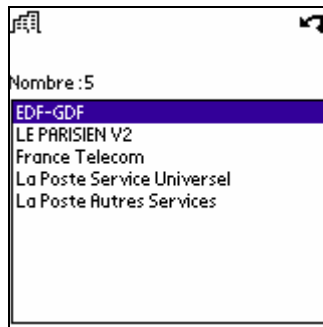 Nombre :5
EDF-GDF
LE PARISIEN V2
France Telecom
La Poste Service Universel
La Poste Autres Services